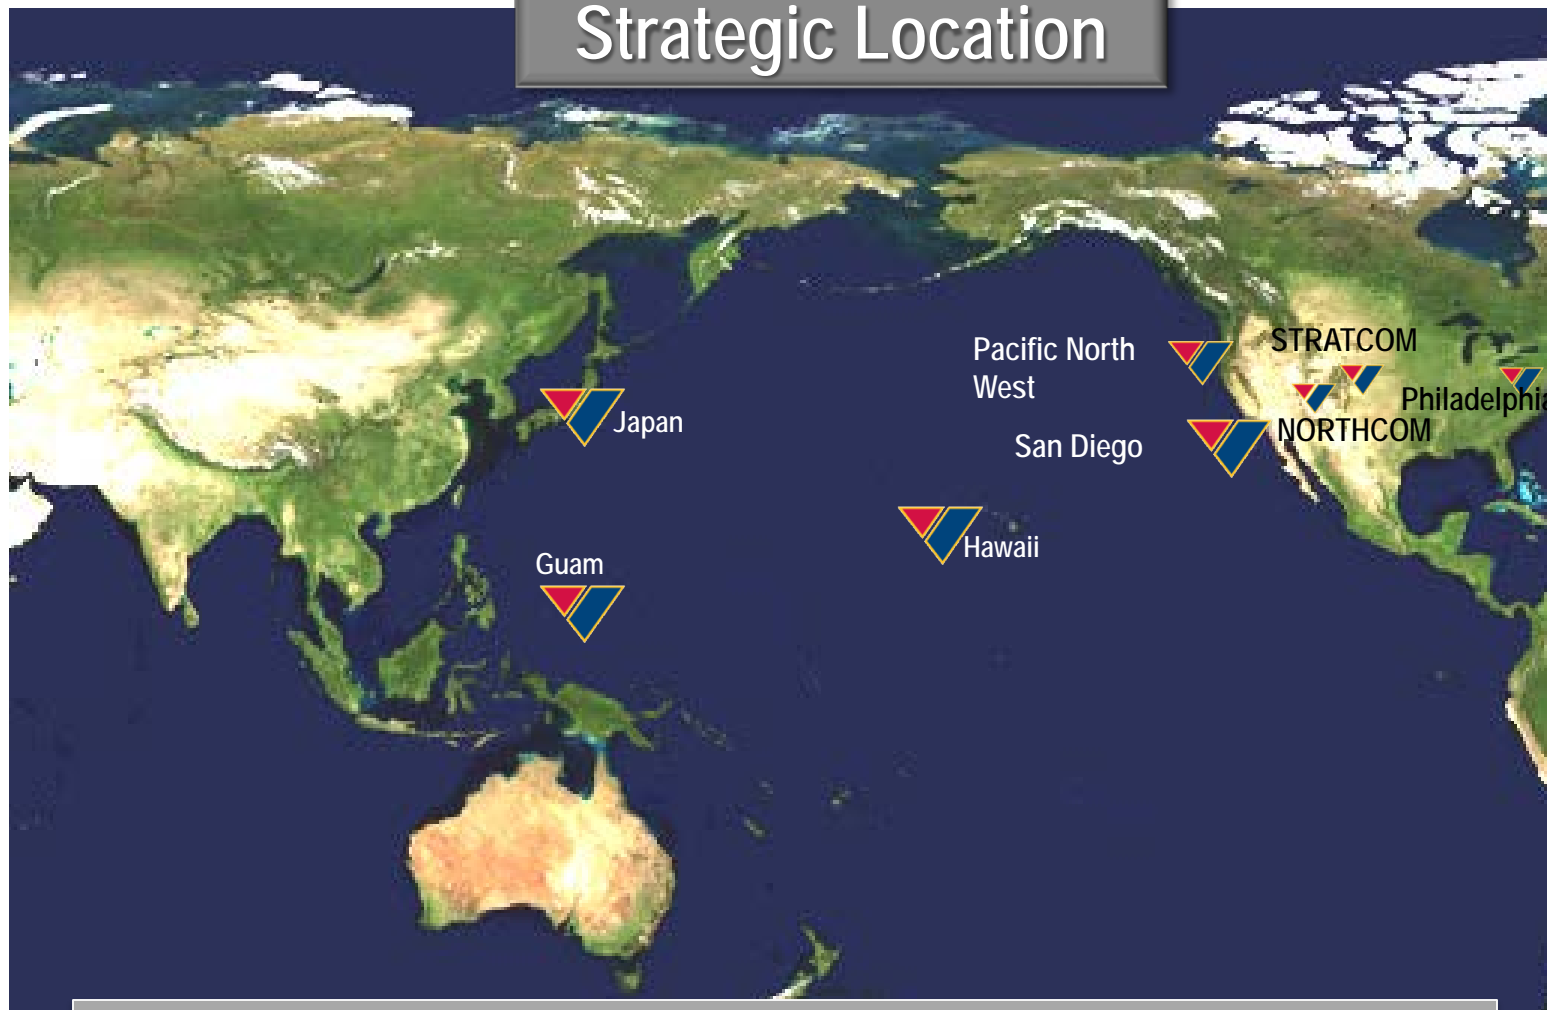 Strategic Location
Pacific North
West
STRATCOM
Philadelphia
Japan
NORTHCOM
San Diego
Hawaii
Guam